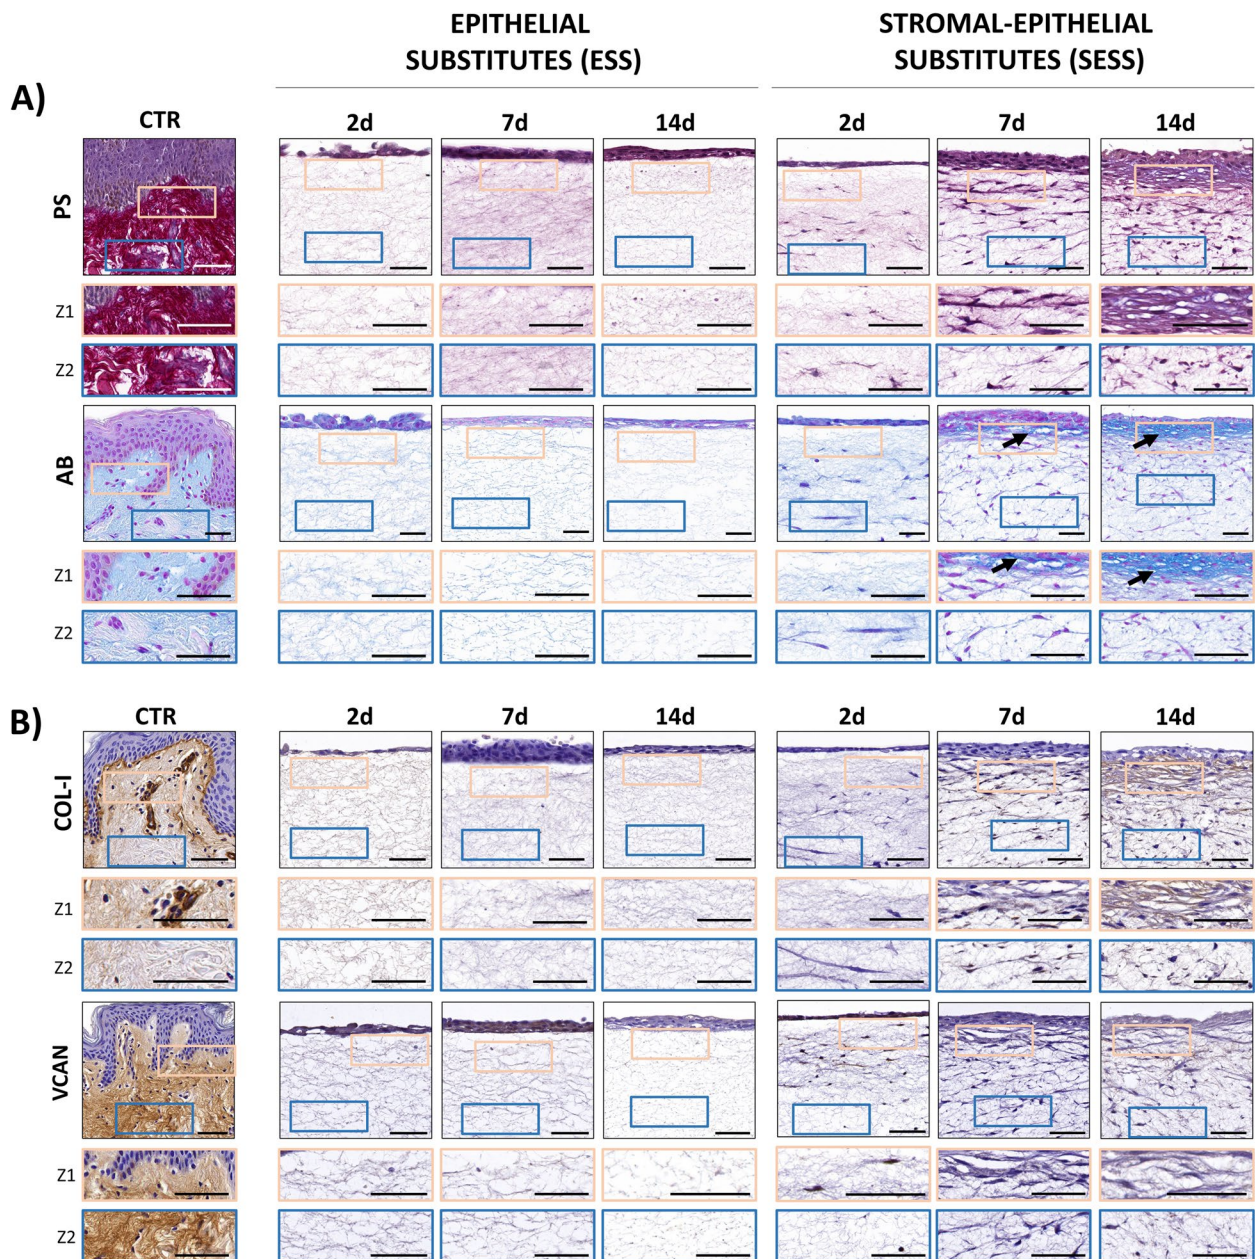 EPITHELIAL
SUBSTITUTES (ESS)
STROMAL-EPITHELIAL
SUBSTITUTES (SESS)
A)
CTR
2d
7d
14d
2d
7d
14d
PS
Z1
Z2
AB
Z1
Z2
B)
CTR
2d
7d
14d
2d
7d
14d
COL-I
Z1
Z2
VCAN
Z1
Z2